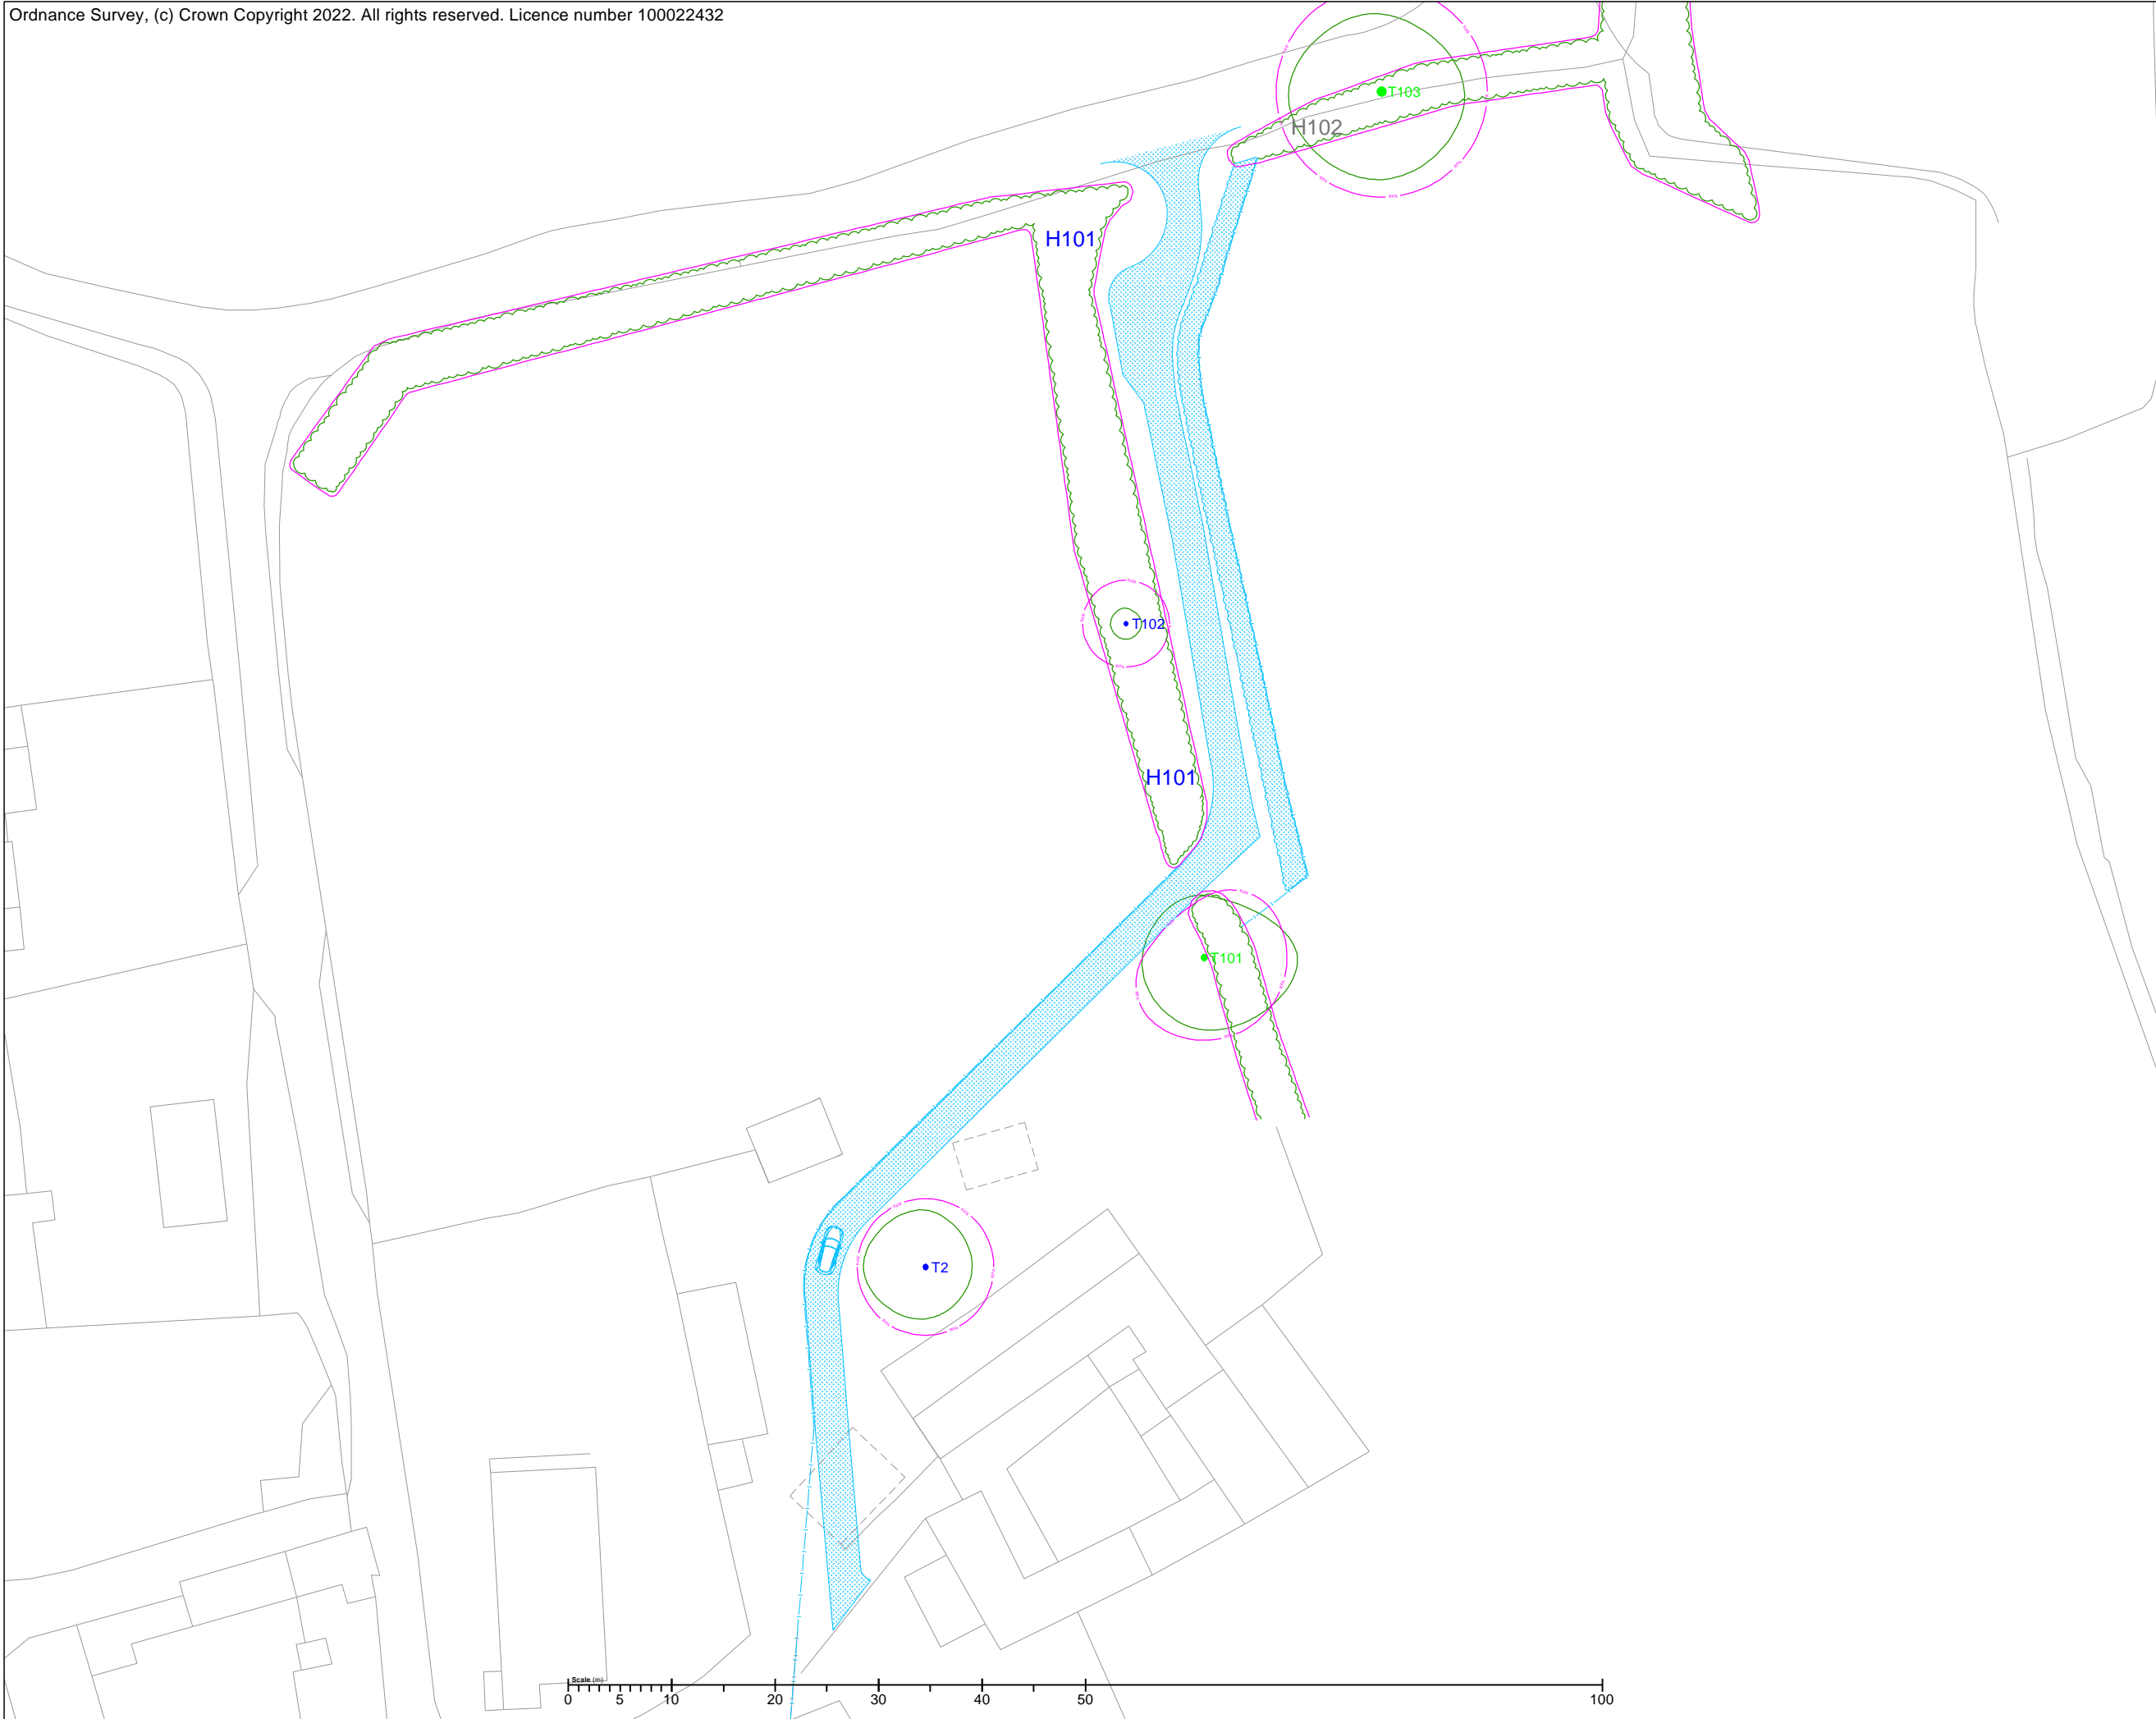 Ordnance Survey, (c) Crown Copyright 2022. All rights reserved. Licence number 100022432
T103
H102
H101
T102
H101
T101
T2
Scale (m)
0 5 10 20 30 40 50 100